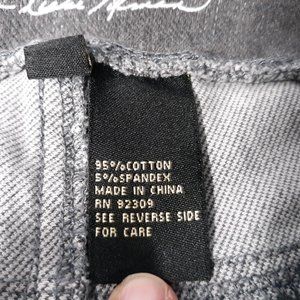 95%COTTON
5%SPANDEX
MADE IN CHINA
RN 92309
SEE REVERSE SIDE
FOR CARE